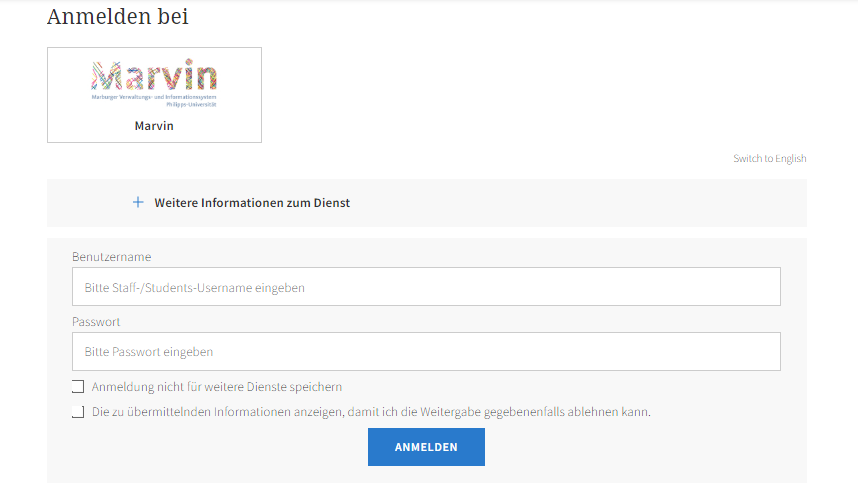 Anmelden bei
Marvin
Marburger Verwaltungs- und Informationssystem
Philipps-Universität
Marvin
Switch to English
+ Weitere Informationen zum Dienst
Benutzername
Bitte Staff-/Students-Username eingeben
Passwort
Bitte Passwort eingeben
Anmeldung nicht für weitere Dienste speichern
Die zu übermittelnden Informationen anzeigen, damit ich die Weitergabe gegebenenfalls ablehnen kann.
ANMELDEN